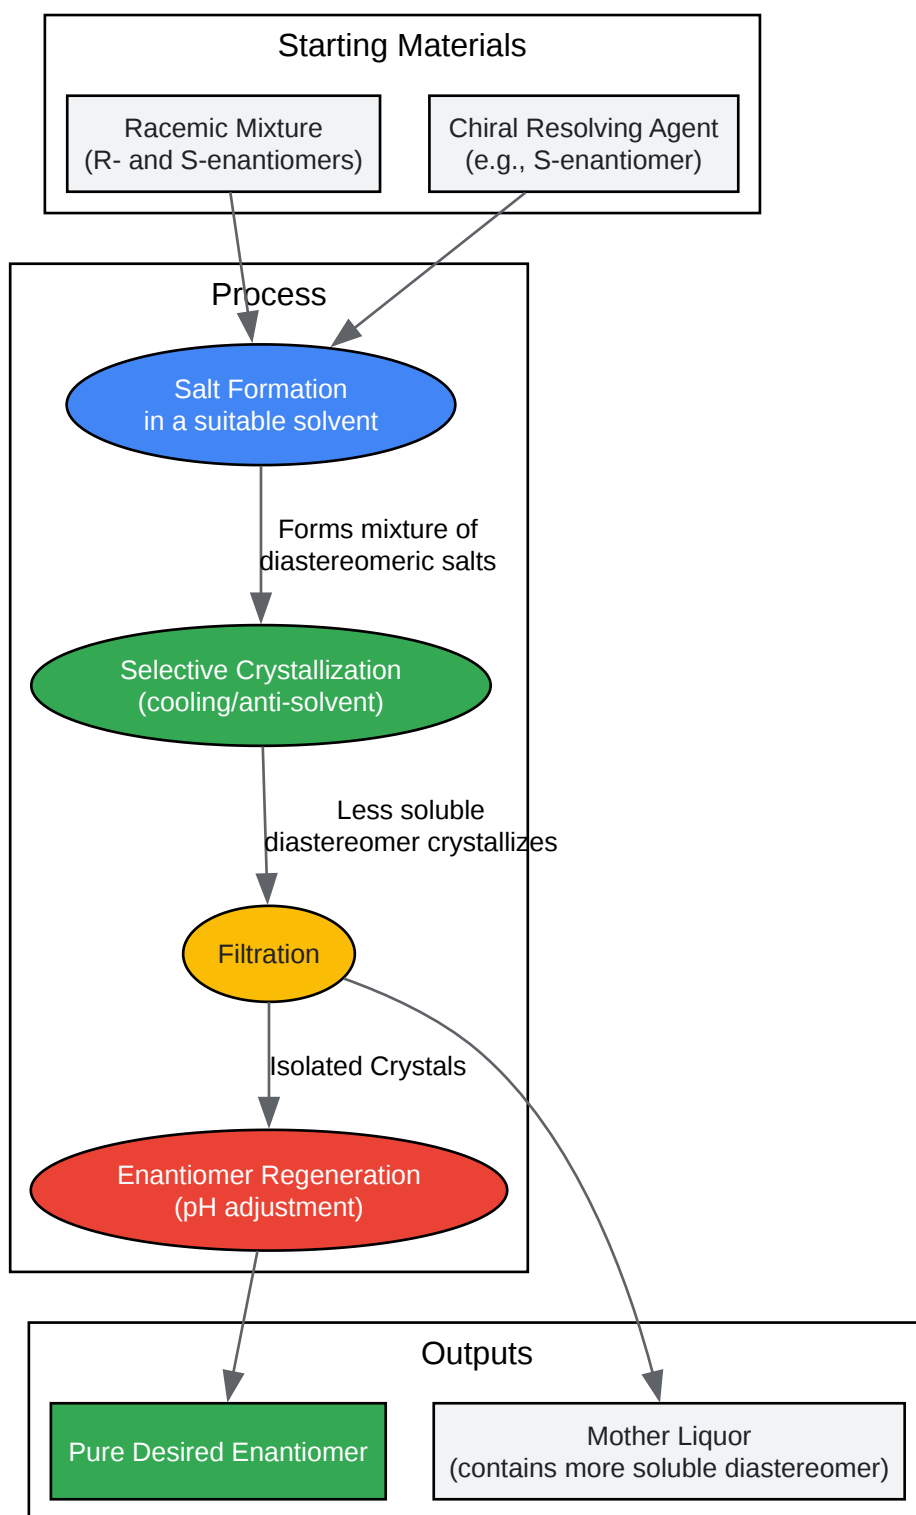 Starting Materials
Racemic Mixture
(R- and S-enantiomers)
Chiral Resolving Agent
(e.g., S-enantiomer)
Process
Salt Formation
in a suitable solvent
Forms mixture of
diastereomeric salts
Selective Crystallization
(cooling/anti-solvent)
Less soluble
diastereomer crystallizes
Filtration
Isolated Crystals
Enantiomer Regeneration
(pH adjustment)
Outputs
Pure Desired Enantiomer
Mother Liquor
(contains more soluble diastereomer)